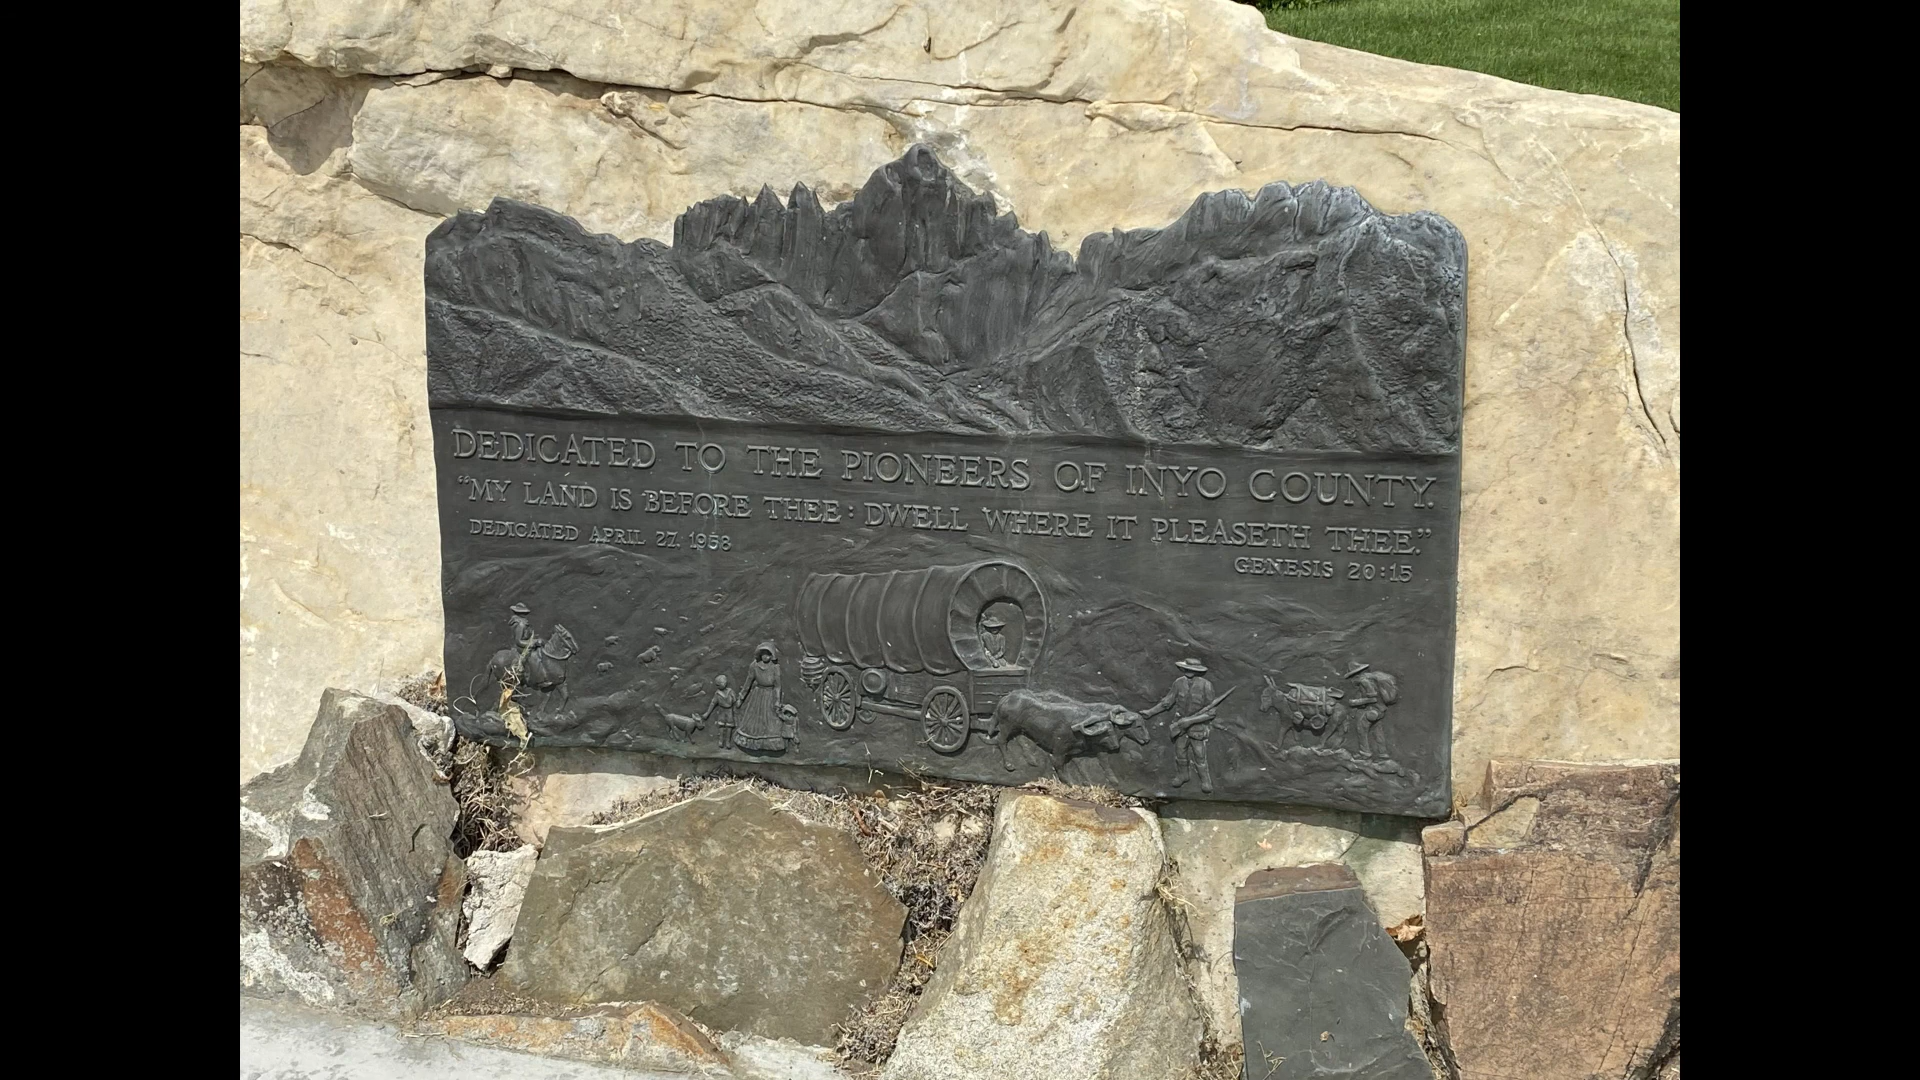 DEDICATED TO THE PIONEERS OF INYO COUNTY.
“MY LAND IS BEFORE THEE: DWELL WHERE IT PLEASETH THEE.”
DEDICATED APRIL 27, 1958
GENESIS 20:15